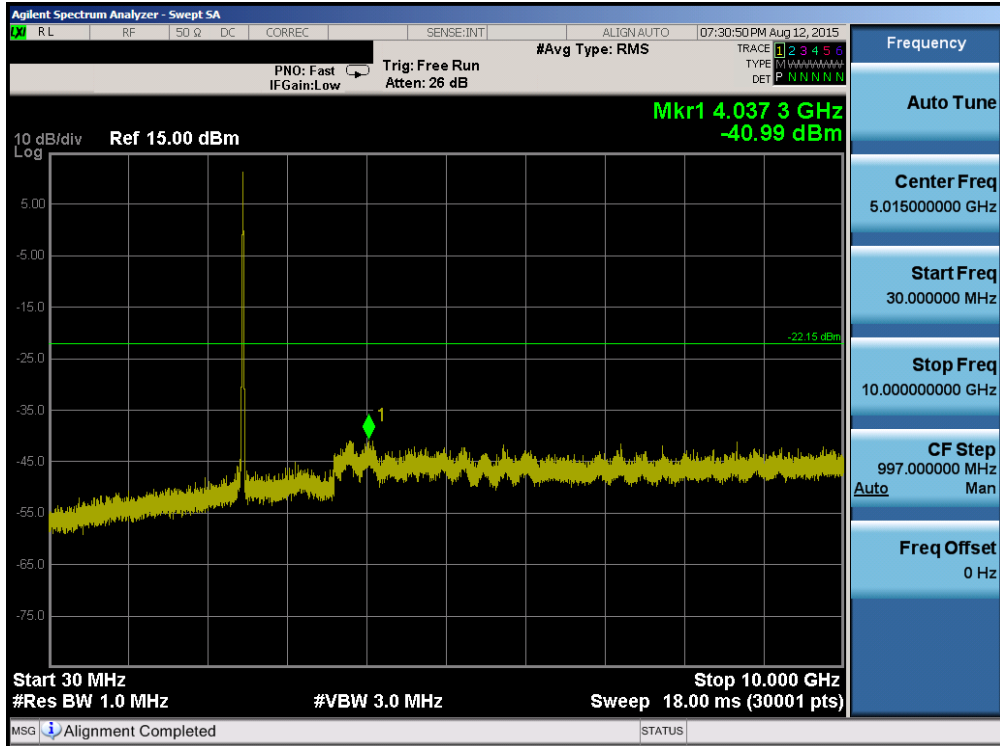 Agilent Spectrum Analyzer - Swept SA
LXI RL RF 50 Ω DC CORREC SENSE:INT ALIGN AUTO 07:30:50 PM Aug 12, 2015
#Avg Type: RMS
TRACE 1 2 3 4 5 6
TYPE M W W W W W
DET P N N N N N
PNO: Fast
IFGain:Low
Trig: Free Run
Atten: 26 dB
Mkr1 4.037 3 GHz
-40.99 dBm
10 dB/div
Log
Ref 15.00 dBm
5.00
-5.00
-15.0
-22.15 dBm
-25.0
-35.0
1
-45.0
-55.0
-65.0
-75.0
Start 30 MHz
Stop 10.000 GHz
#Res BW 1.0 MHz
#VBW 3.0 MHz
Sweep 18.00 ms (30001 pts)
MSG
Alignment Completed
STATUS
Frequency
Auto Tune
Center Freq
5.015000000 GHz
Start Freq
30.000000 MHz
Stop Freq
10.000000000 GHz
CF Step
997.000000 MHz
Auto Man
Freq Offset
0 Hz